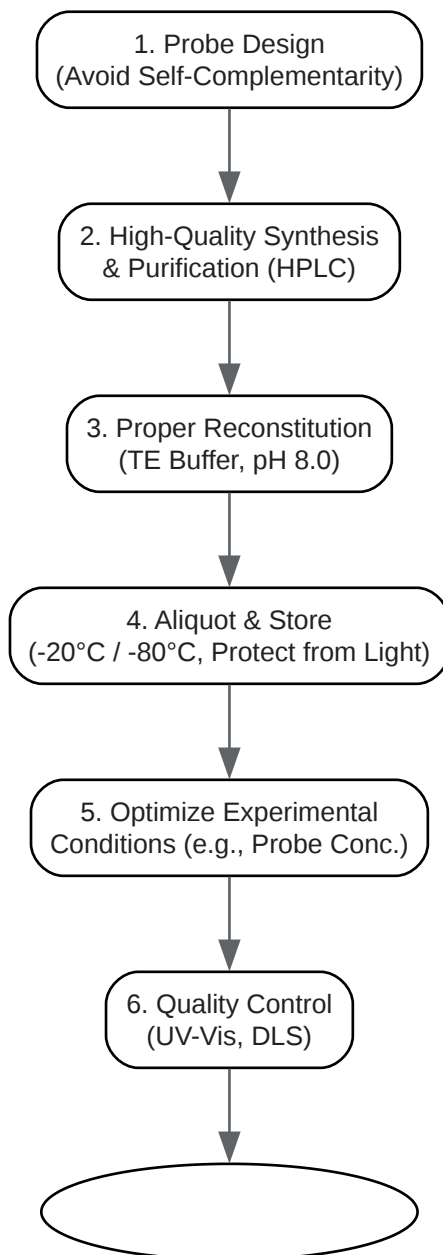 1. Probe Design
(Avoid Self-Complementarity)
2. High-Quality Synthesis
& Purification (HPLC)
3. Proper Reconstitution
(TE Buffer, pH 8.0)
4. Aliquot & Store
(-20°C / -80°C, Protect from Light)
5. Optimize Experimental
Conditions (e.g., Probe Conc.)
6. Quality Control
(UV-Vis, DLS)